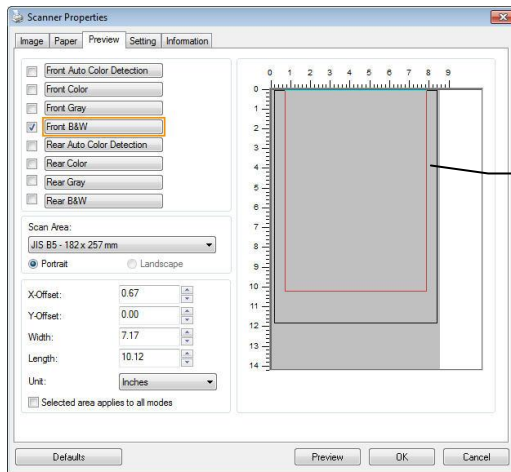 Scanner Properties
Image Paper Preview Setting Information
Front Auto Color Detection
Front Color
Front Gray
Front B&W
Rear Auto Color Detection
Rear Color
Rear Gray
Rear B&W
Scan Area:
JIS B5 - 182 x 257 mm
Portrait Landscape
X-Offset: 0.67
Y-Offset: 0.00
Width: 7.17
Length: 10.12
Unit: Inches
Selected area applies to all modes
0 1 2 3 4 5 6 7 8 9
0
1
2
3
4
5
6
7
8
9
10
11
12
13
14
Defaults Preview OK Cancel